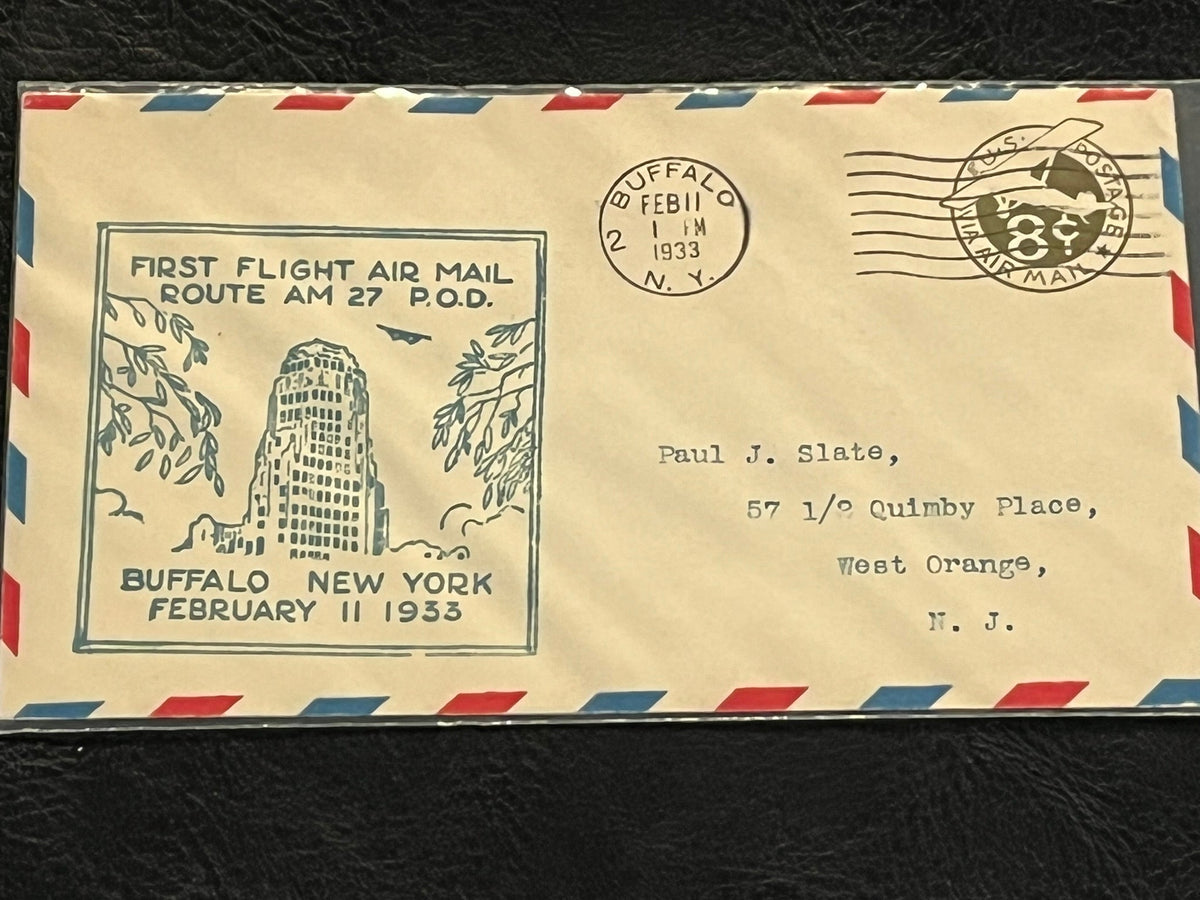 FIRST FLIGHT AIR MAIL
ROUTE AM 27 P.O.D.
BUFFALO NEW YORK
FEBRUARY 11 1933
BUFFALO
FEB 11
1 PM
1933
2
N. Y.
U.S. POSTAGE
8¢
VIA AIR MAIL
Paul J. Slate,
57 1/2 Quimby Place,
West Orange,
N. J.